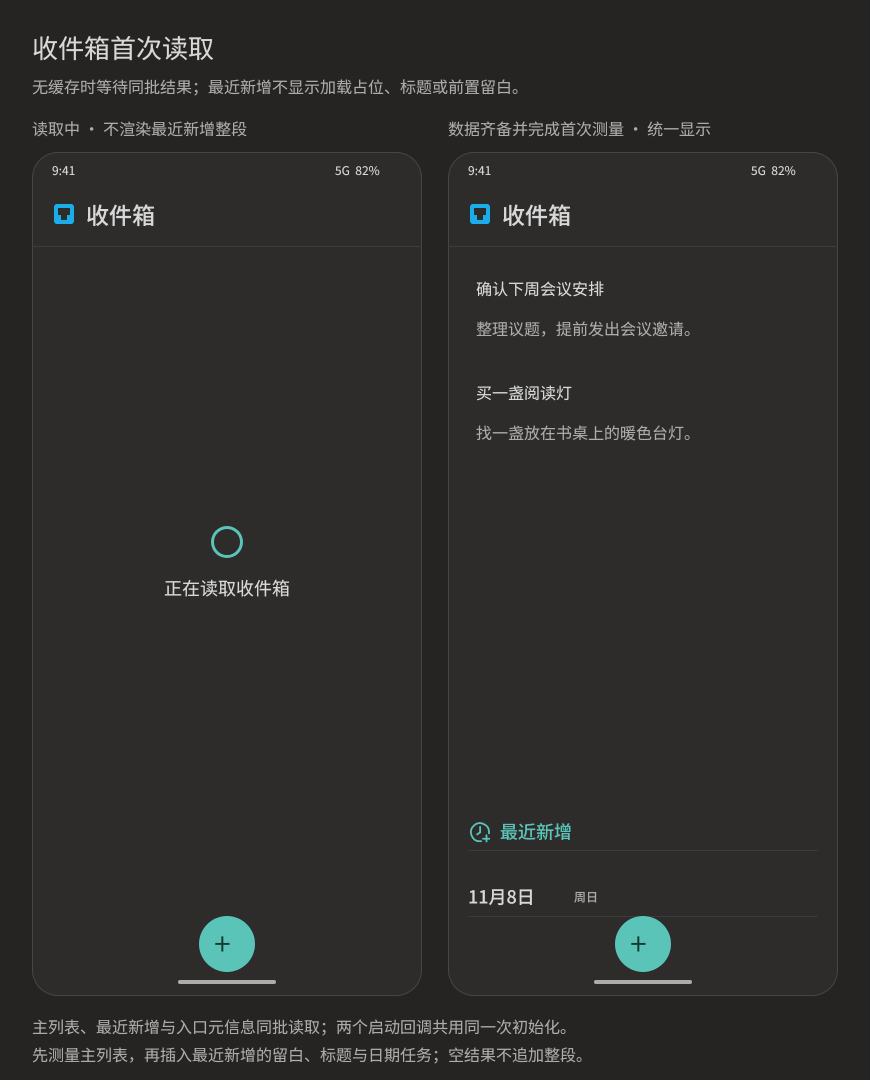 收件箱首次读取
无缓存时等待同批结果；最近新增不显示加载占位、标题或前置留白。
读取中 • 不渲染最近新增整段
9:41
5G 82%
收件箱
正在读取收件箱
+
数据齐备并完成首次测量 • 统一显示
9:41
5G 82%
收件箱
确认下周会议安排
整理议题，提前发出会议邀请。
买一盏阅读灯
找一盏放在书桌上的暖色台灯。
最近新增
11月8日 周日
+
主列表、最近新增与入口元信息同批读取；两个启动回调共用同一次初始化。
先测量主列表，再插入最近新增的留白、标题与日期任务；空结果不追加整段。